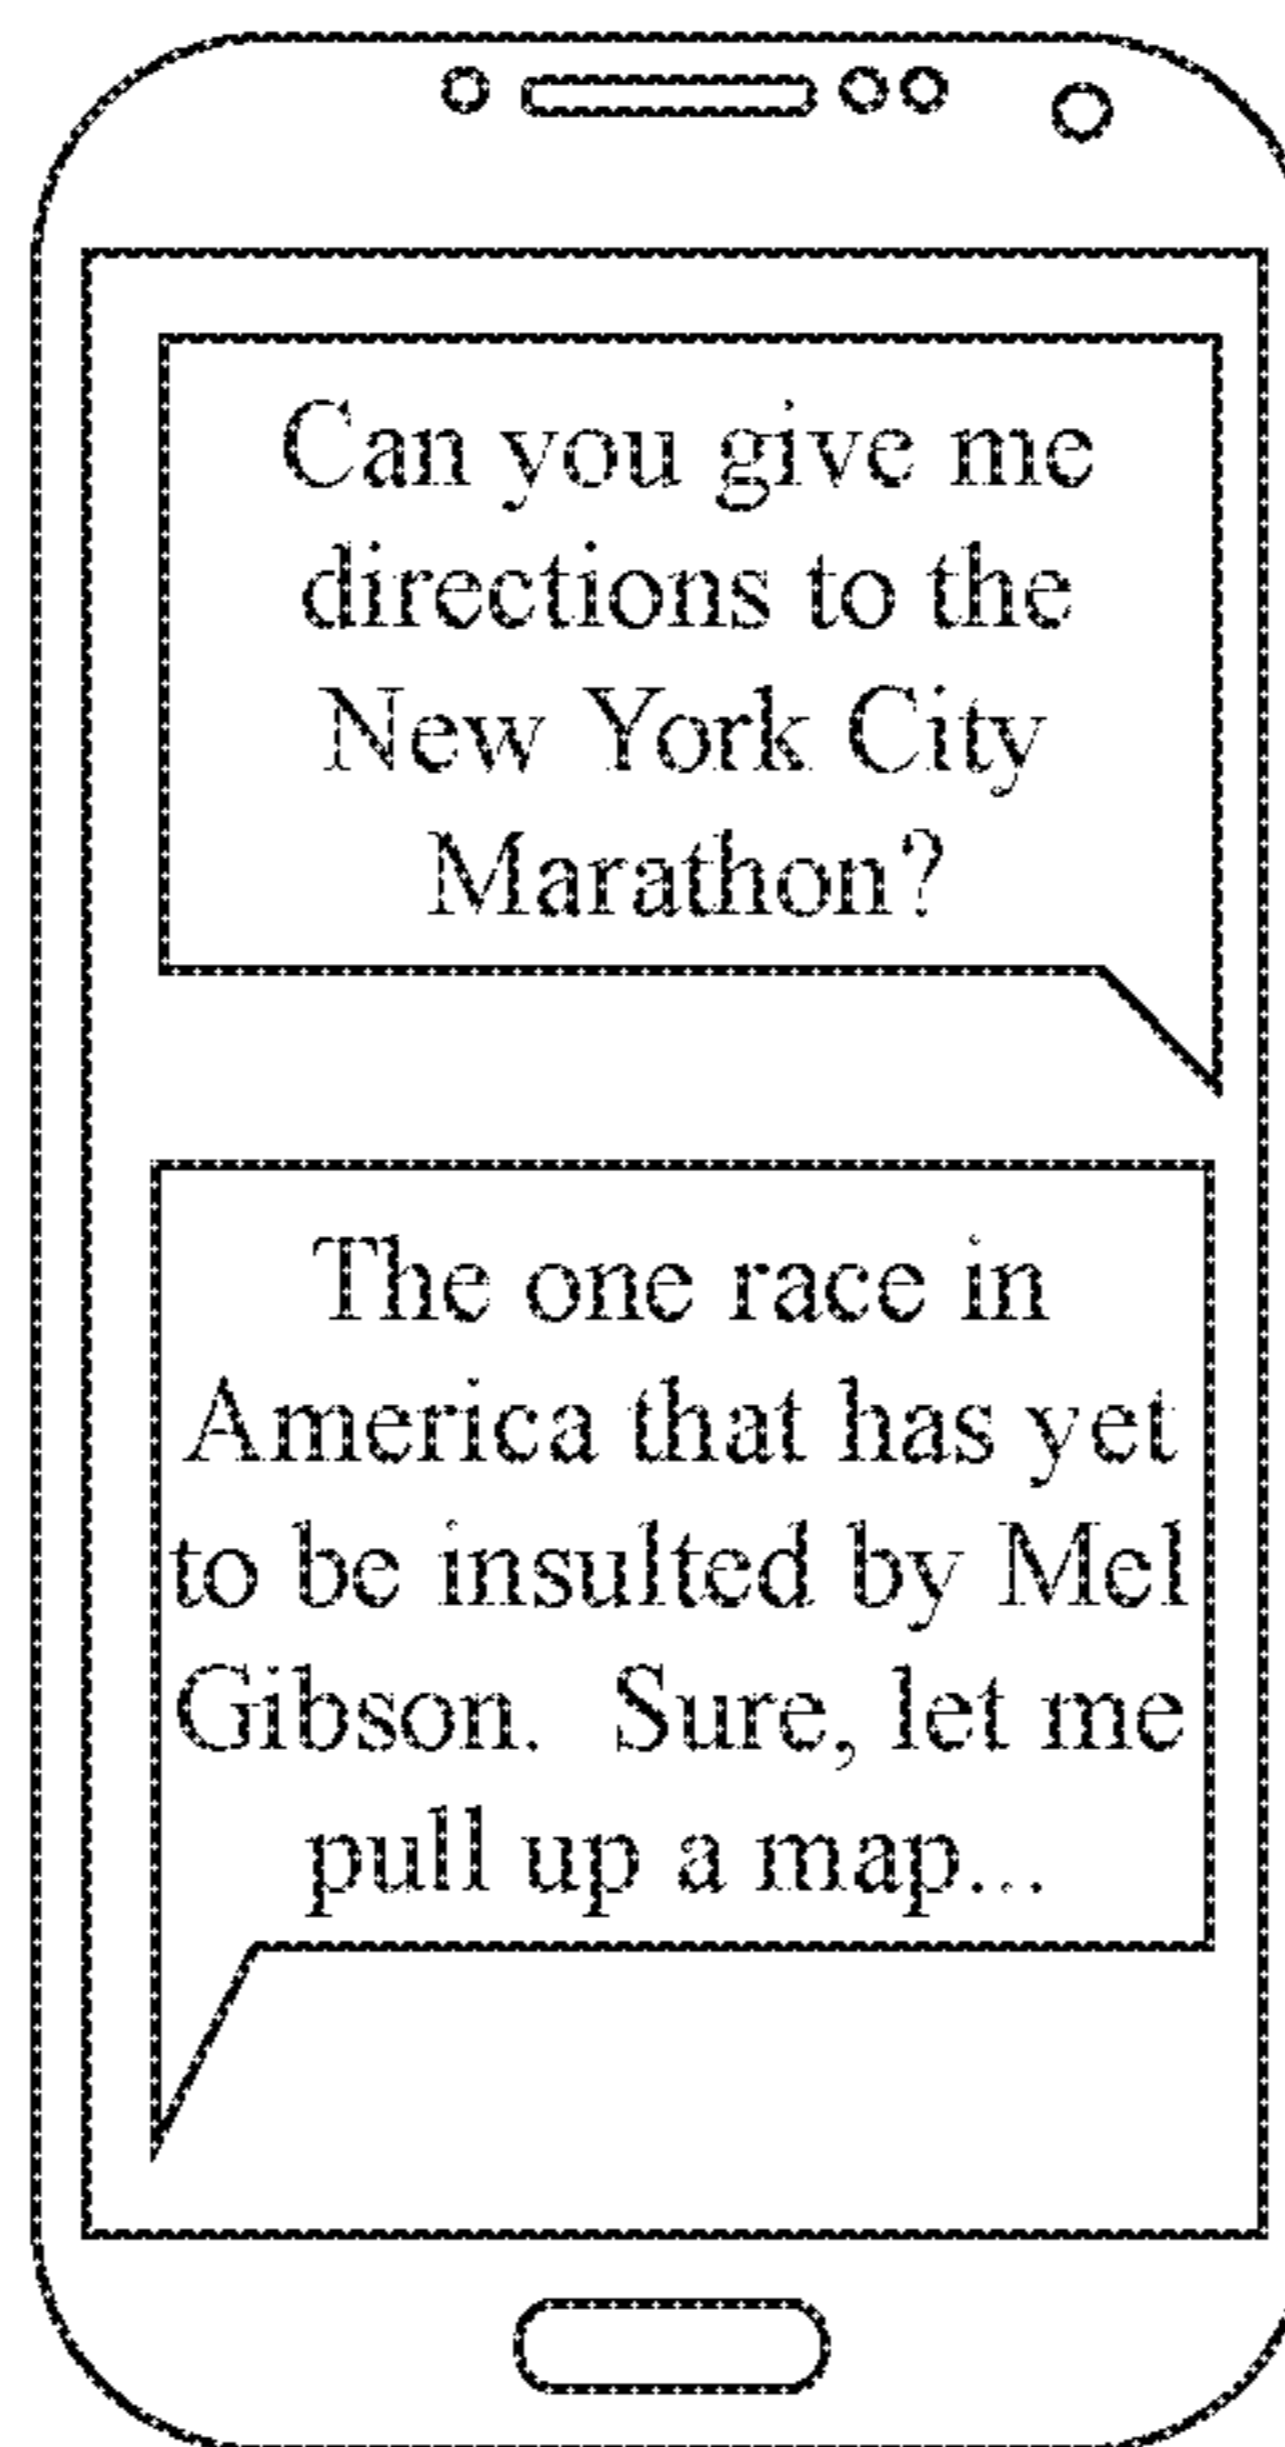 Can you give me
directions to the
New York City
Marathon?
The one race in
America that has yet
to be insulted by Mel
Gibson.  Sure, let me
pull up a map...